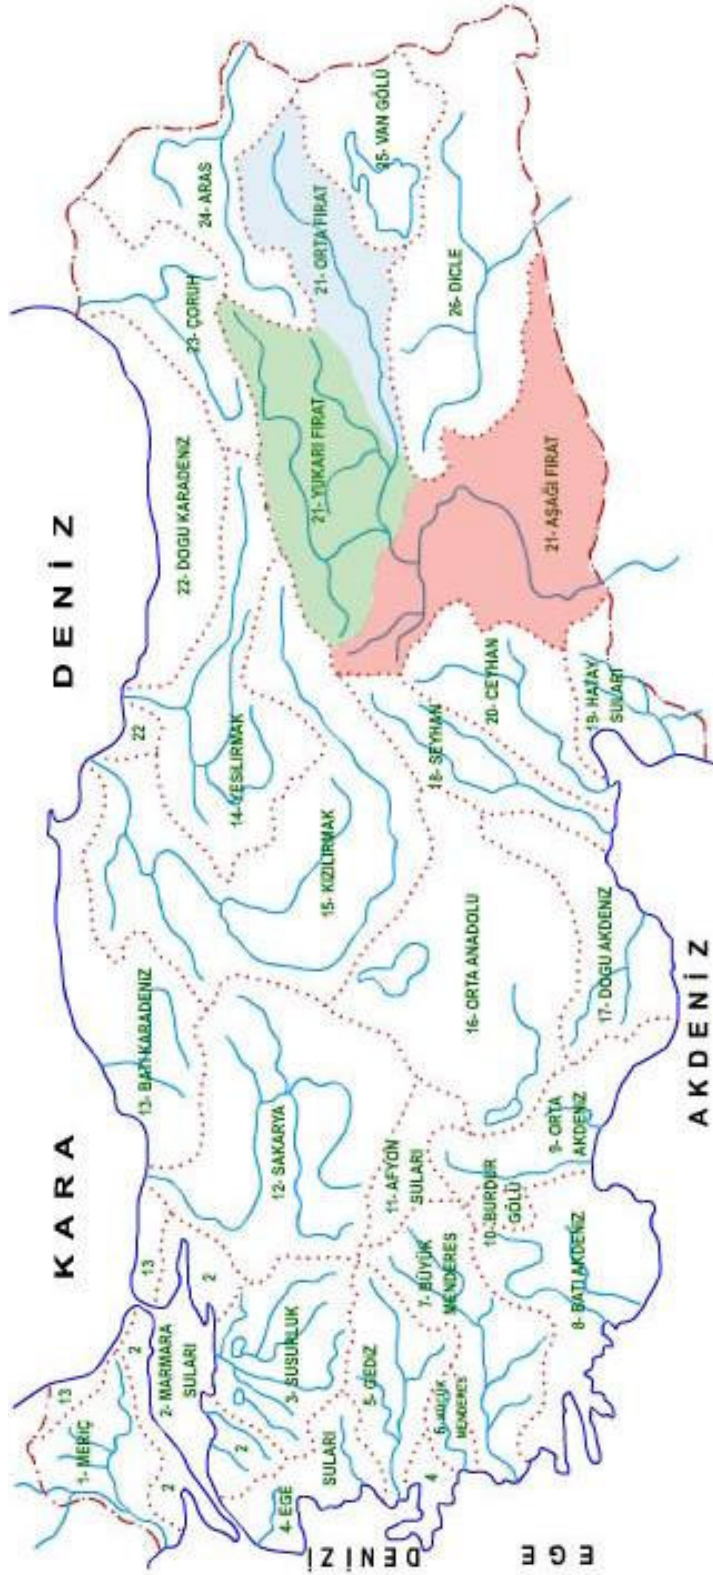 KARA DENİZ
EGE DENİZİ
AKDENİZ
1- MERİÇ
13
2
2
2- MARMARA
SULARI
13
2
2
3- SUSURLUK
4- EGE
SULARI
4
5- GEDİZ
6- KÜÇÜK
MENDERES
7- BÜYÜK
MENDERES
8- BATI AKDENİZ
9- ORTA
AKDENİZ
10- BURDUR
GÖLÜ
11- AFYON
SULARI
12- SAKARYA
13- BATI KARADENİZ
14- YEŞİLIRMAK
15- KIZILIRMAK
16- ORTA ANADOLU
17- DOĞU AKDENİZ
18- SEYHAN
19- HATAY
SULARI
20- CEYHAN
21- YUKARI FIRAT
21- ORTA FIRAT
21- AŞAĞI FIRAT
22
22- DOĞU KARADENİZ
23- ÇORUH
24- ARAS
25- VAN GÖLÜ
26- DİCLE